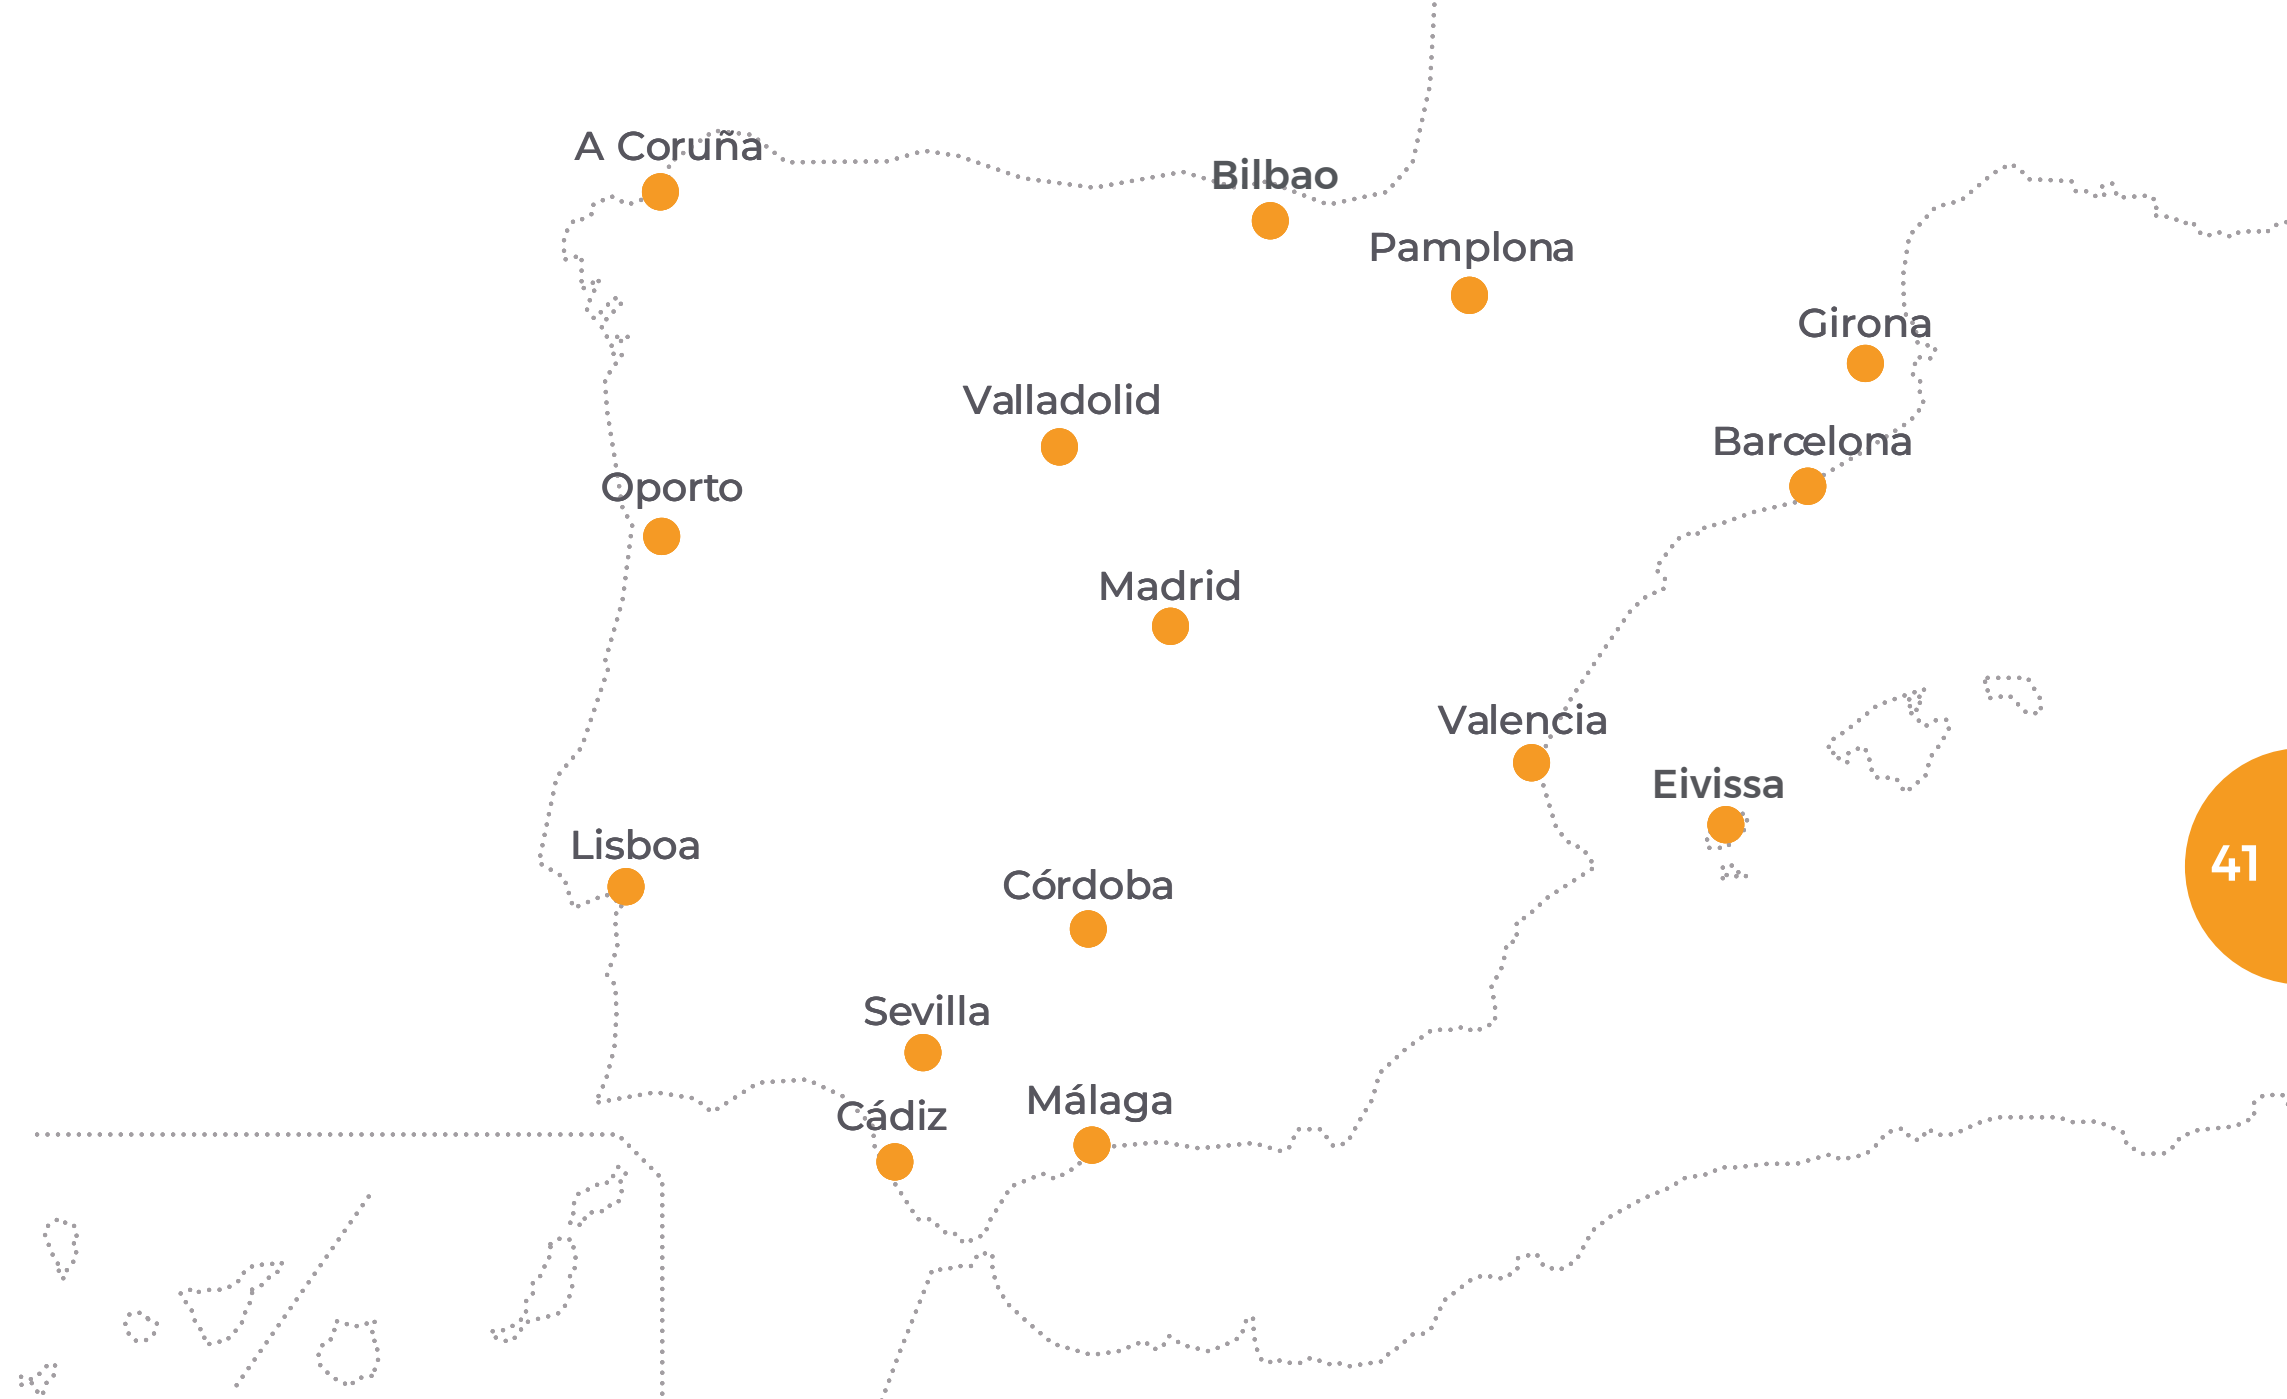 A Coruña
Bilbao
Pamplona
Girona
Valladolid
Barcelona
Oporto
Madrid
Valencia
Eivissa
Lisboa
41
Córdoba
Sevilla
Málaga
Cádiz